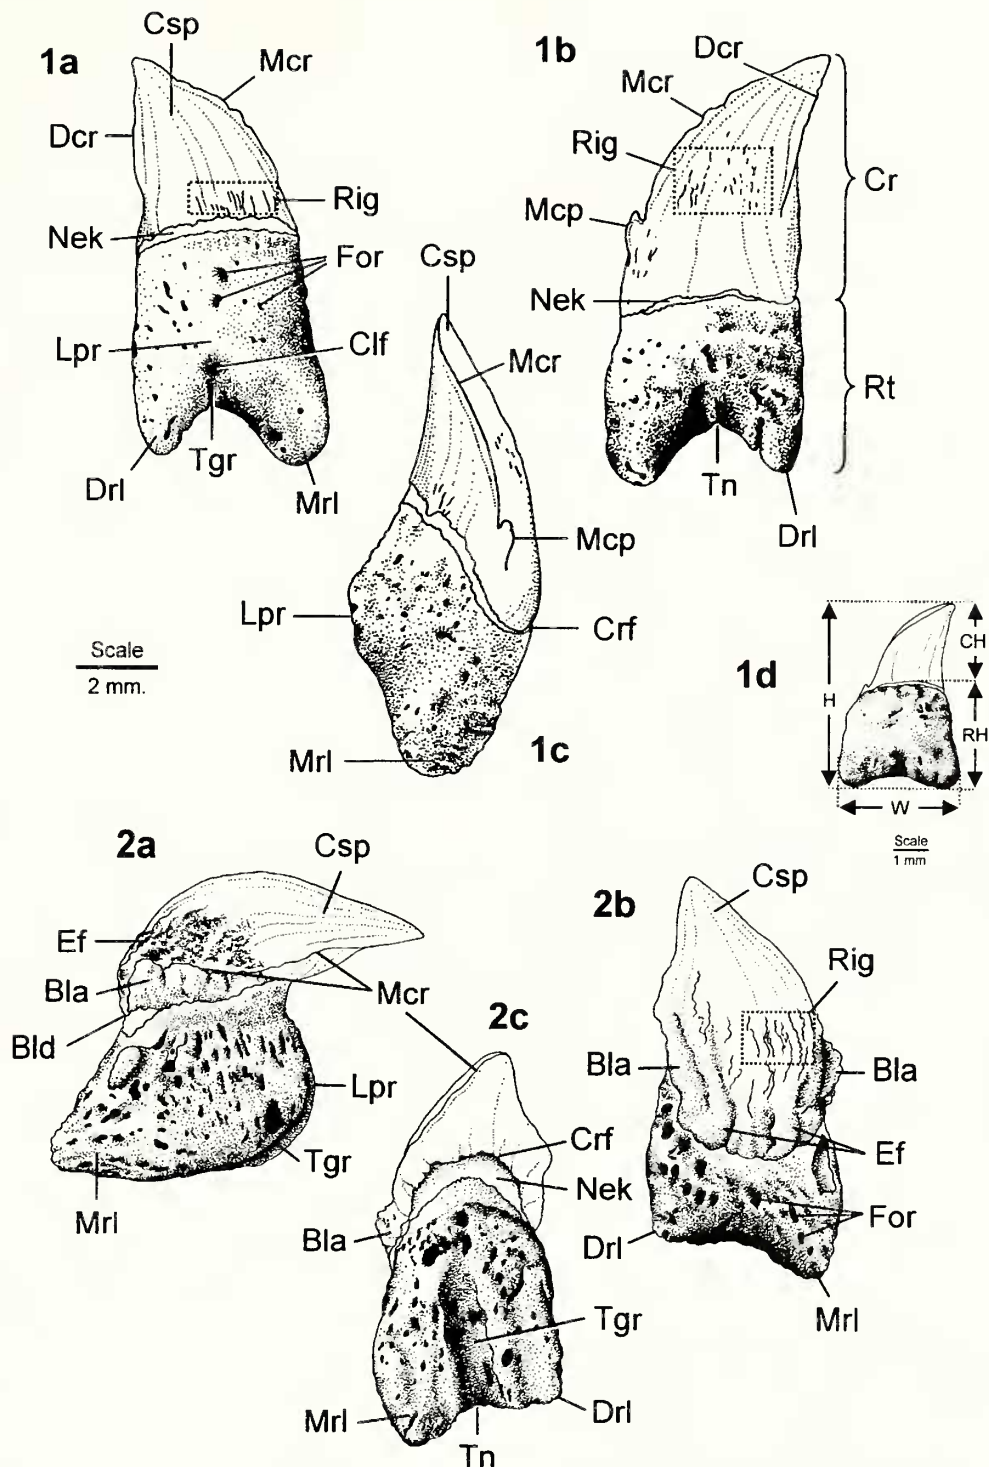 1a
Csp
Mcr
Dcr
Rig
Nek
For
Lpr
Clf
Tgr
Drl
Mrl
1b
Dcr
Mcr
Rig
Mcp
Nek
Cr
Rt
Tn
Drl
Csp
Mcr
Mcp
Lpr
Crf
Mrl
1c
Scale
2 mm.
1d
H
CH
RH
W
Scale
1 mm
2a
Csp
Ef
Bla
Bld
Mcr
Lpr
Tgr
Mrl
2c
Crf
Nek
Bla
Tgr
Mrl
Drl
Tn
2b
Csp
Rig
Bla
Bla
Ef
For
Drl
Mrl